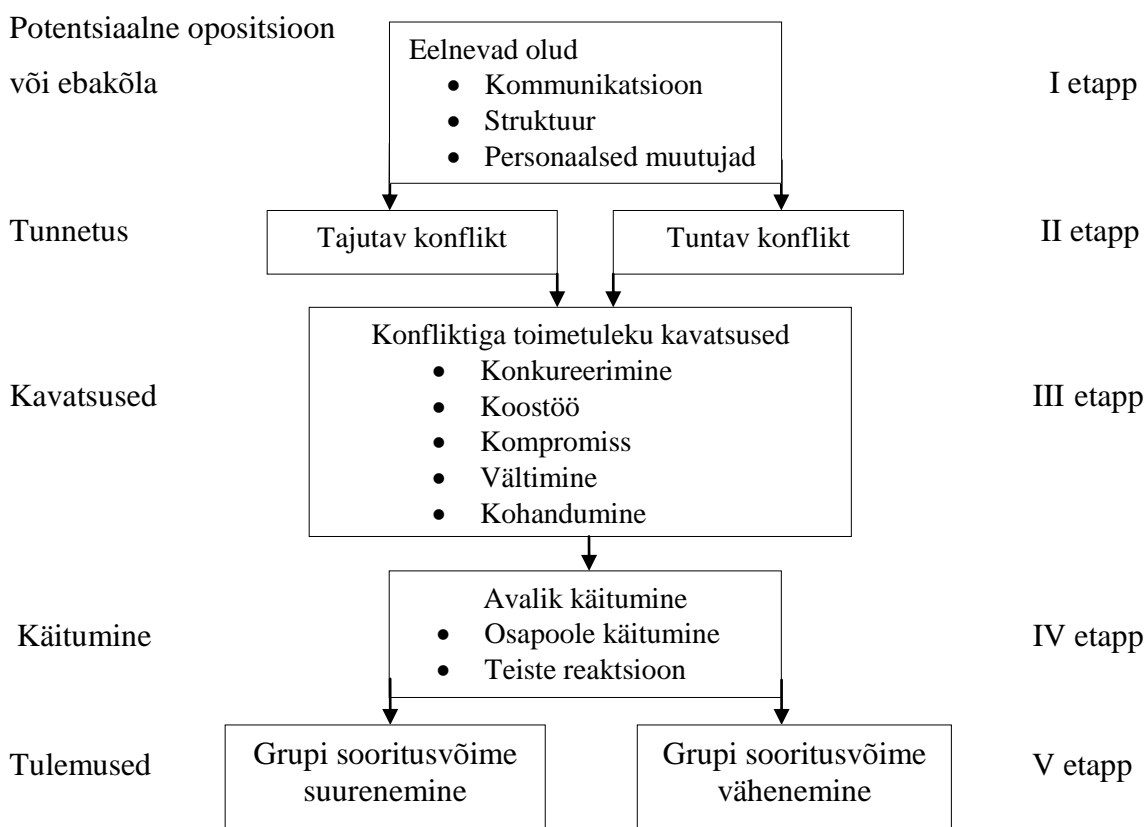 Potentsiaalne opositsioon
või ebakõla
Eelnevad olud
• Kommunikatsioon
• Struktuur
• Personaalsed muutujad
I etapp
Tunnetus
Tajutav konflikt
Tuntav konflikt
II etapp
Konfliktiga toimetuleku kavatsused
• Konkureerimine
• Koostöö
• Kompromiss
• Vältimine
• Kohandumine
Kavatsused
III etapp
Avalik käitumine
• Osapoole käitumine
• Teiste reaktsioon
Käitumine
IV etapp
Tulemused
Grupi sooritusvõime
suurenemine
Grupi sooritusvõime
vähenemine
V etapp